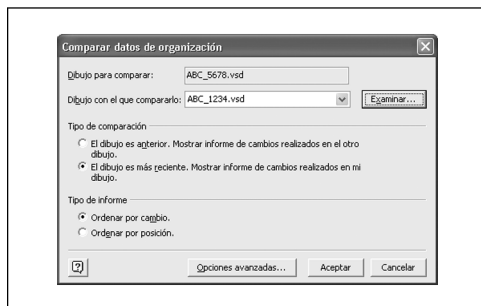 Comparar datos de organización
Dibujo para comparar: ABC_5678.vsd
Dibujo con el que compararlo: ABC_1234.vsd Examinar...
Tipo de comparación
El dibujo es anterior. Mostrar informe de cambios realizados en el otro
dibujo.
El dibujo es más reciente. Mostrar informe de cambios realizados en mi
dibujo.
Tipo de informe
Ordenar por cambio.
Ordenar por posición.
? Opciones avanzadas... Aceptar Cancelar